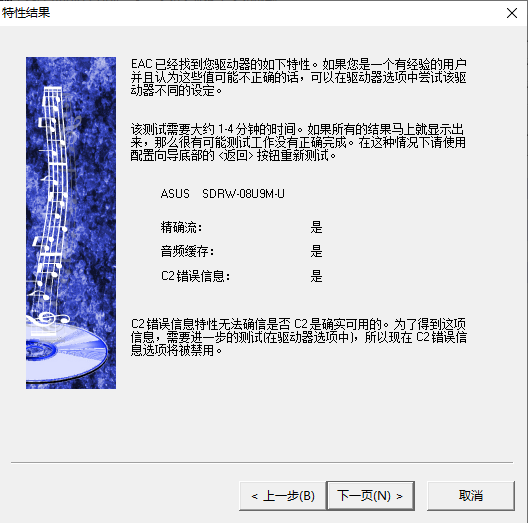 特性结果
EAC 已经找到您驱动器的如下特性。如果您是一个有经验的用户
并且认为这些值可能不正确的话，可以在驱动器选项中尝试该驱
动器不同的设定。
该测试需要大约 1-4 分钟的时间。如果所有的结果马上就显示出
来，那么很有可能测试工作没有正确完成。在这种情况下请使用
配置向导底部的 <返回> 按钮重新测试。
ASUS SDRW-08U9M-U
精确流： 是
音频缓存： 是
C2 错误信息： 是
C2 错误信息特性无法确信是否 C2 是确实可用的。为了得到这项
信息，需要进一步的测试(在驱动器选项中)，所以现在 C2 错误信
息选项将被禁用。
< 上一步(B) 下一页(N) > 取消